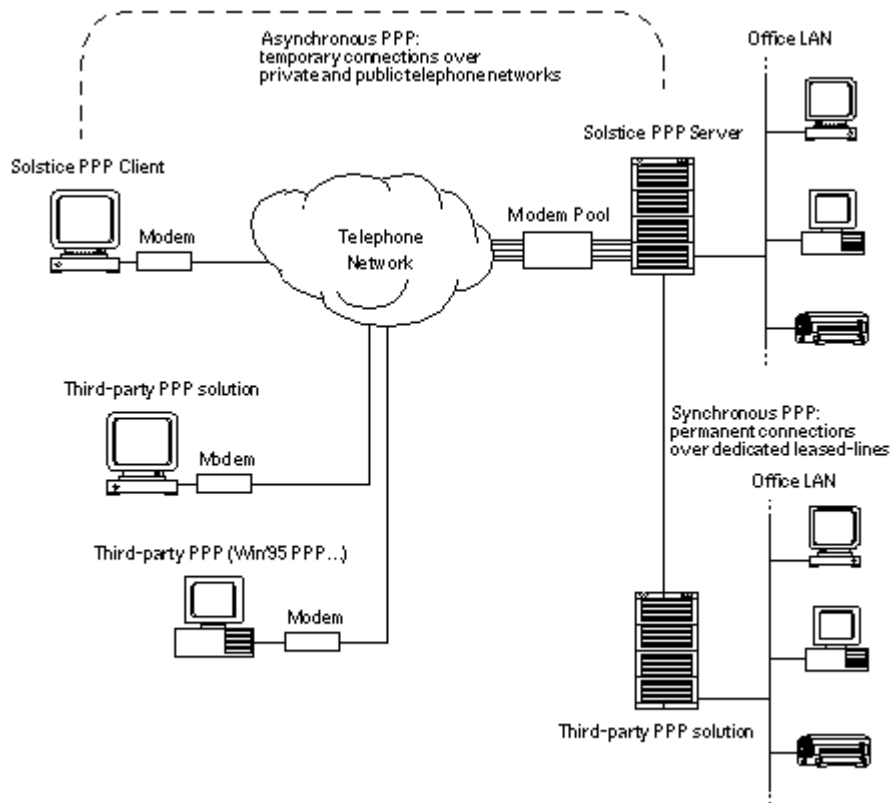 Asynchronous PPP:
temporary connections over
private and public telephone networks
Office LAN
Solstice PPP Server
Solstice PPP Client
Modem
Telephone
Network
Modem Pool
Third-party PPP solution
Modem
Synchronous PPP:
permanent connections
over dedicated leased-lines
Office LAN
Third-party PPP (Win'95 PPP...)
Modem
Third-party PPP solution